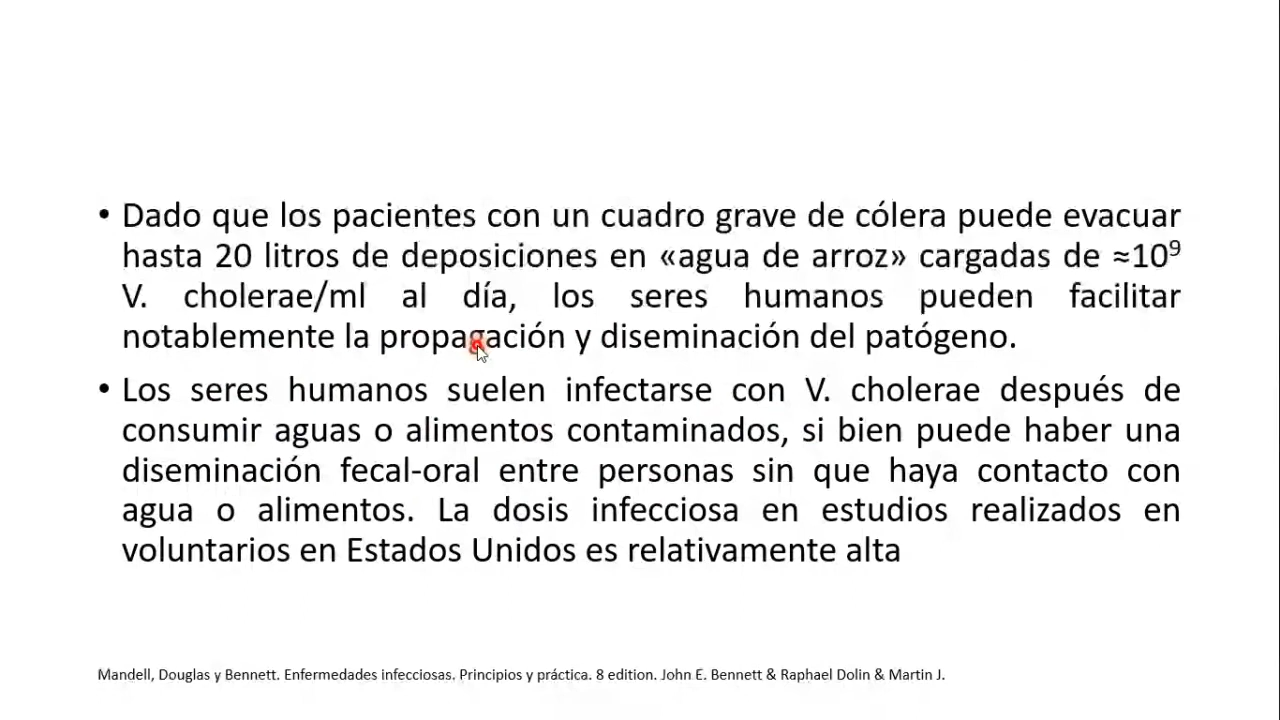 • Dado que los pacientes con un cuadro grave de cólera puede evacuar
hasta 20 litros de deposiciones en «agua de arroz» cargadas de ≈10⁹
V. cholerae/ml al día, los seres humanos pueden facilitar
notablemente la propagación y diseminación del patógeno.
• Los seres humanos suelen infectarse con V. cholerae después de
consumir aguas o alimentos contaminados, si bien puede haber una
diseminación fecal-oral entre personas sin que haya contacto con
agua o alimentos. La dosis infecciosa en estudios realizados en
voluntarios en Estados Unidos es relativamente alta
Mandell, Douglas y Bennett. Enfermedades infecciosas. Principios y práctica. 8 edition. John E. Bennett & Raphael Dolin & Martin J.